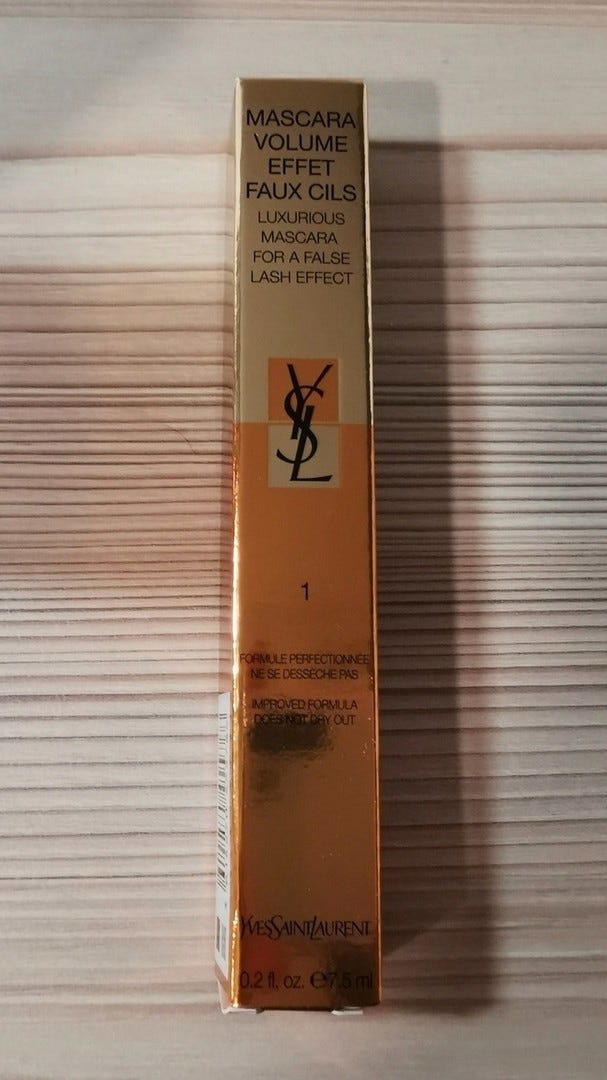 MASCARA
VOLUME
EFFET
FAUX CILS
LUXURIOUS
MASCARA
FOR A FALSE
LASH EFFECT
YSL
1
FORMULE PERFECTIONNÉE
NE SE DESSÈCHE PAS
IMPROVED FORMULA
DOES NOT DRY OUT
YVESSAINTLAURENT
0.2 fl. oz. ℮7.5 ml